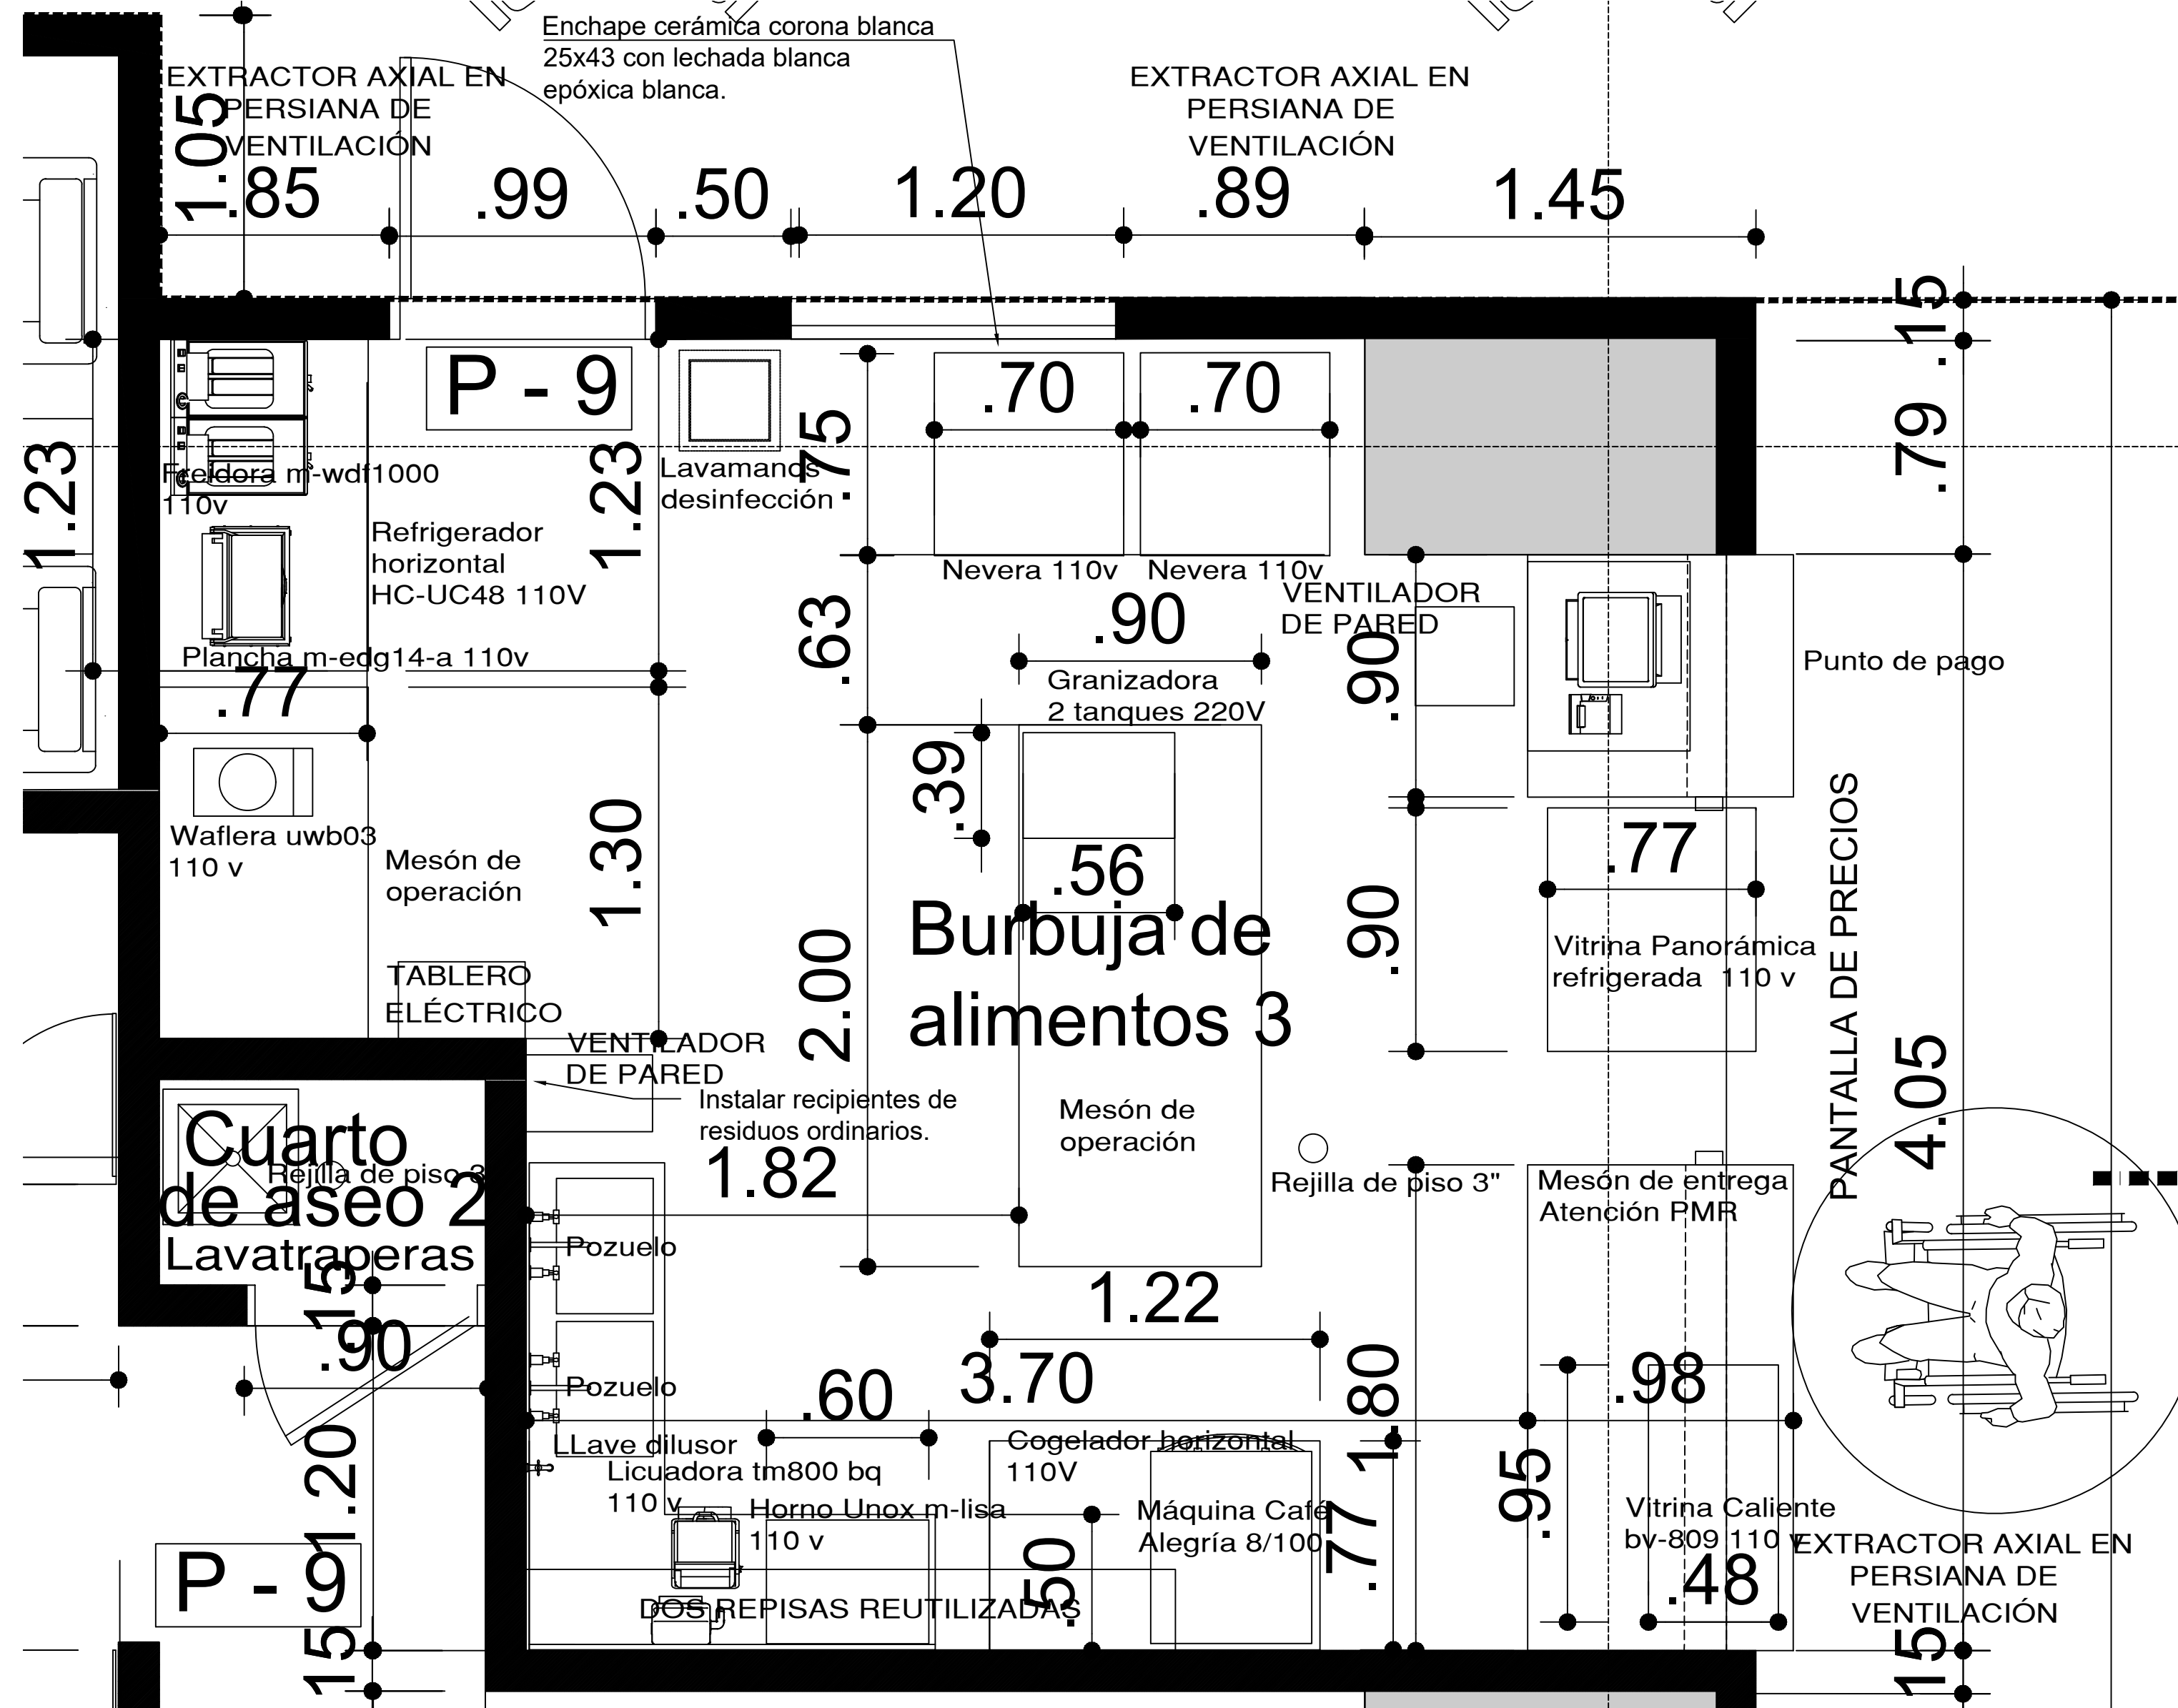 Enchape cerámica corona blanca
25x43 con lechada blanca
epóxica blanca.
EXTRACTOR AXIAL EN
PERSIANA DE
VENTILACIÓN
EXTRACTOR AXIAL EN
PERSIANA DE
VENTILACIÓN
1.05
.85
.99
.50
1.20
.89
1.45
.15
.79
P - 9
.70
.70
.75
1.23
1.23
Lavamanos
desinfección
Freidora m-wdf1000
110v
Refrigerador
horizontal
HC-UC48 110V
Nevera 110v
Nevera 110v
VENTILADOR
DE PARED
.63
.90
.90
Plancha m-edg14-a 110v
.77
Granizadora
2 tanques 220V
Punto de pago
.39
.56
Waflera uwb03
110 v
Mesón de
operación
1.30
.77
.90
Burbuja de
alimentos 3
Vitrina Panorámica
refrigerada 110 v
PANTALLA DE PRECIOS
TABLERO
ELÉCTRICO
2.00
4.05
VENTILADOR
DE PARED
Instalar recipientes de
residuos ordinarios.
Mesón de
operación
Cuarto
de aseo 2
Rejilla de piso 3
Lavatraperas
1.82
Rejilla de piso 3"
Mesón de entrega
Atención PMR
Pozuelo
.15
.90
1.22
Pozuelo
.60
3.70
1.80
.98
LLave dilusor
Licuadora tm800 bq
110 v
Cogelador horizontal
110V
1.20
Horno Unox m-lisa
110 v
Máquina Café
Alegría 8/100
.77
.95
Vitrina Caliente
bv-809 110 v
EXTRACTOR AXIAL EN
PERSIANA DE
VENTILACIÓN
P - 9
.50
.48
DOS REPISAS REUTILIZADAS
.15
.15